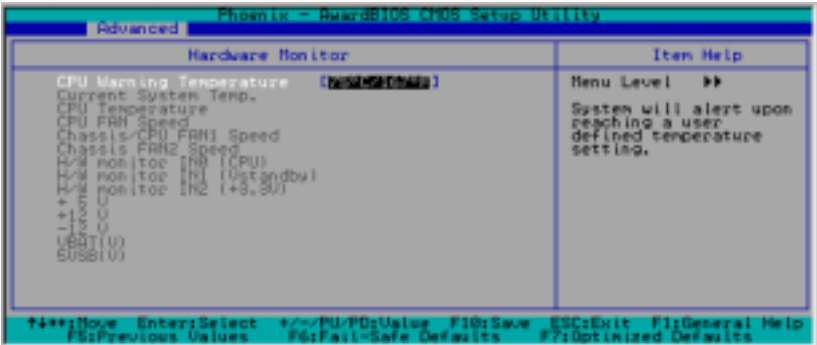 Phoenix - AwardBIOS CMOS Setup Utility
Advanced
Hardware Monitor
CPU Warning Temperature [75°C/167°F]
Current System Temp.
CPU Temperature
CPU FAN Speed
Chassis/CPU FAN1 Speed
Chassis FAN2 Speed
H/W monitor IN0 (CPU)
H/W monitor IN1 (Vstandby)
H/W monitor IN2 (+3.3V)
+ 5 V
+12 V
-12 V
VBAT(V)
5VSB(V)
Item Help
Menu Level ▶▶
System will alert upon
reaching a user
defined temperature
setting.
:Move Enter:Select +/-/PU/PD:Value F10:Save ESC:Exit F1:General Help
F5:Previous Values F6:Fail-Safe Defaults F7:Optimized Defaults